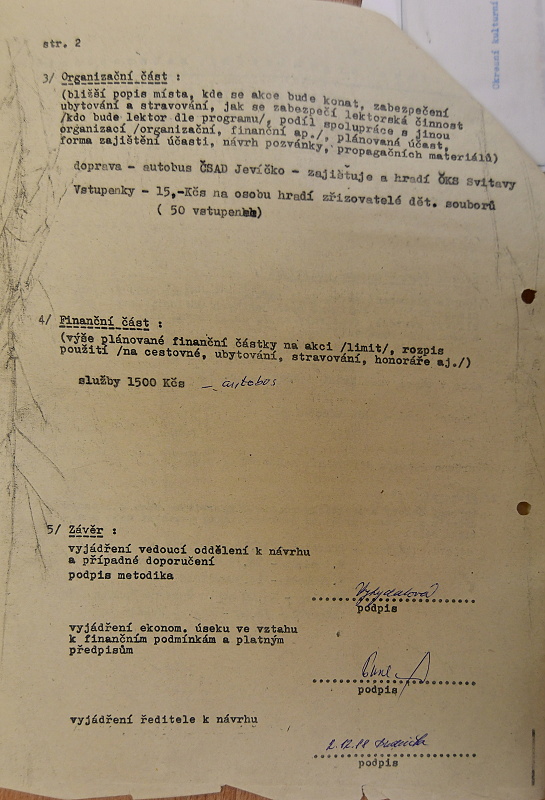 str. 2
3/ Organizační část :
(bližší popis místa, kde se akce bude konat, zabezpečení
ubytování a stravování, jak se zabezpečí lektorská činnost
/kdo bude lektor dle programu/, podíl spolupráce s jinou
organizací /organizační, finanční ap./, plánovaná účast,
forma zajištění účasti, návrh pozvánky, propagačních materiálů)
doprava - autobus ČSAD Jevíčko - zajišťuje a hradí OKS Svitavy
Vstupenky - 15,-Kčs na osobu hradí zřizovatelé dět. souborů
( 50 vstupenek)
4/ Finanční část :
(výše plánované finanční částky na akci /limit/, rozpis
použití /na cestovné, ubytování, stravování, honoráře aj./)
služby 1500 Kčs - autobus
5/ Závěr :
vyjádření vedoucí oddělení k návrhu
a případné doporučení
podpis metodika
podpis
vyjádření ekonom. úseku ve vztahu
k finančním podmínkám a platným
předpisům
podpis
vyjádření ředitele k návrhu
podpis
Okresní kulturní